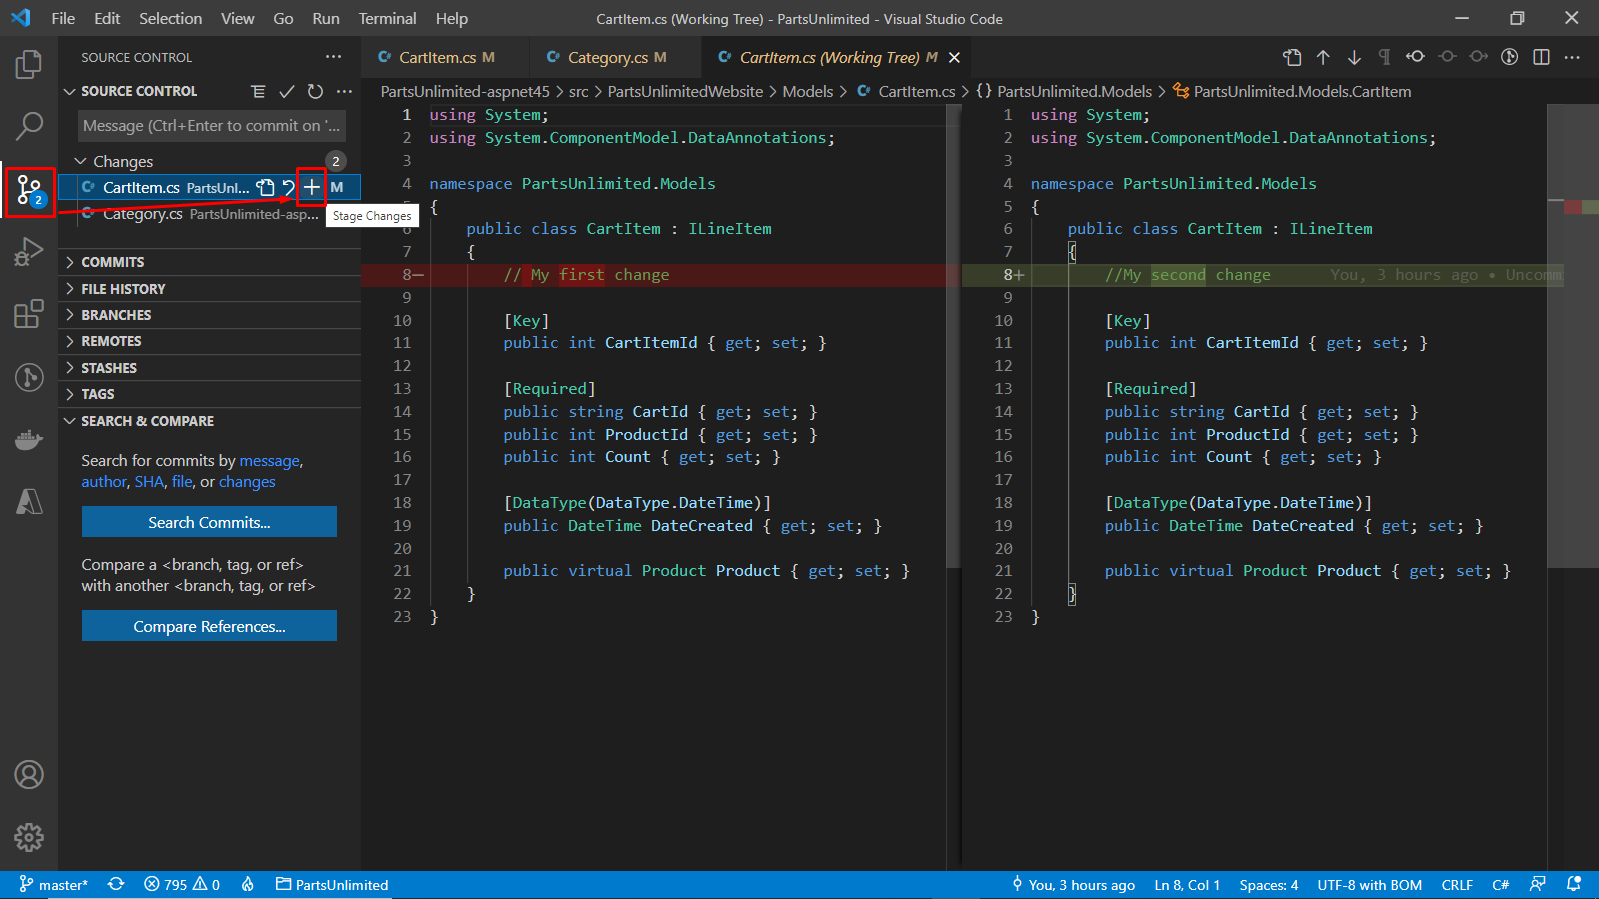 File Edit Selection View Go Run Terminal Help
CartItem.cs (Working Tree) - PartsUnlimited - Visual Studio Code
SOURCE CONTROL
SOURCE CONTROL
Message (Ctrl+Enter to commit on '...
Changes 2
CartItem.cs PartsUnl... M
Category.cs PartsUnlimited-asp...
Stage Changes
2
COMMITS
FILE HISTORY
BRANCHES
REMOTES
STASHES
TAGS
SEARCH & COMPARE
Search for commits by message,
author, SHA, file, or changes
Search Commits...
Compare a <branch, tag, or ref>
with another <branch, tag, or ref>
Compare References...
C# CartItem.cs M
C# Category.cs M
C# CartItem.cs (Working Tree) M
PartsUnlimited-aspnet45 > src > PartsUnlimitedWebsite > Models > C# CartItem.cs > {} PartsUnlimited.Models > PartsUnlimited.Models.CartItem
1 using System;
2 using System.ComponentModel.DataAnnotations;
3
4 namespace PartsUnlimited.Models
5 {
6 public class CartItem : ILineItem
7 {
8— // My first change
9
10 [Key]
11 public int CartItemId { get; set; }
12
13 [Required]
14 public string CartId { get; set; }
15 public int ProductId { get; set; }
16 public int Count { get; set; }
17
18 [DataType(DataType.DateTime)]
19 public DateTime DateCreated { get; set; }
20
21 public virtual Product Product { get; set; }
22 }
23 }
1 using System;
2 using System.ComponentModel.DataAnnotations;
3
4 namespace PartsUnlimited.Models
5 {
6 public class CartItem : ILineItem
7 {
8+ //My second change You, 3 hours ago • Uncomm
9
10 [Key]
11 public int CartItemId { get; set; }
12
13 [Required]
14 public string CartId { get; set; }
15 public int ProductId { get; set; }
16 public int Count { get; set; }
17
18 [DataType(DataType.DateTime)]
19 public DateTime DateCreated { get; set; }
20
21 public virtual Product Product { get; set; }
22 }
23 }
master* 795 0 PartsUnlimited
You, 3 hours ago Ln 8, Col 1 Spaces: 4 UTF-8 with BOM CRLF C#